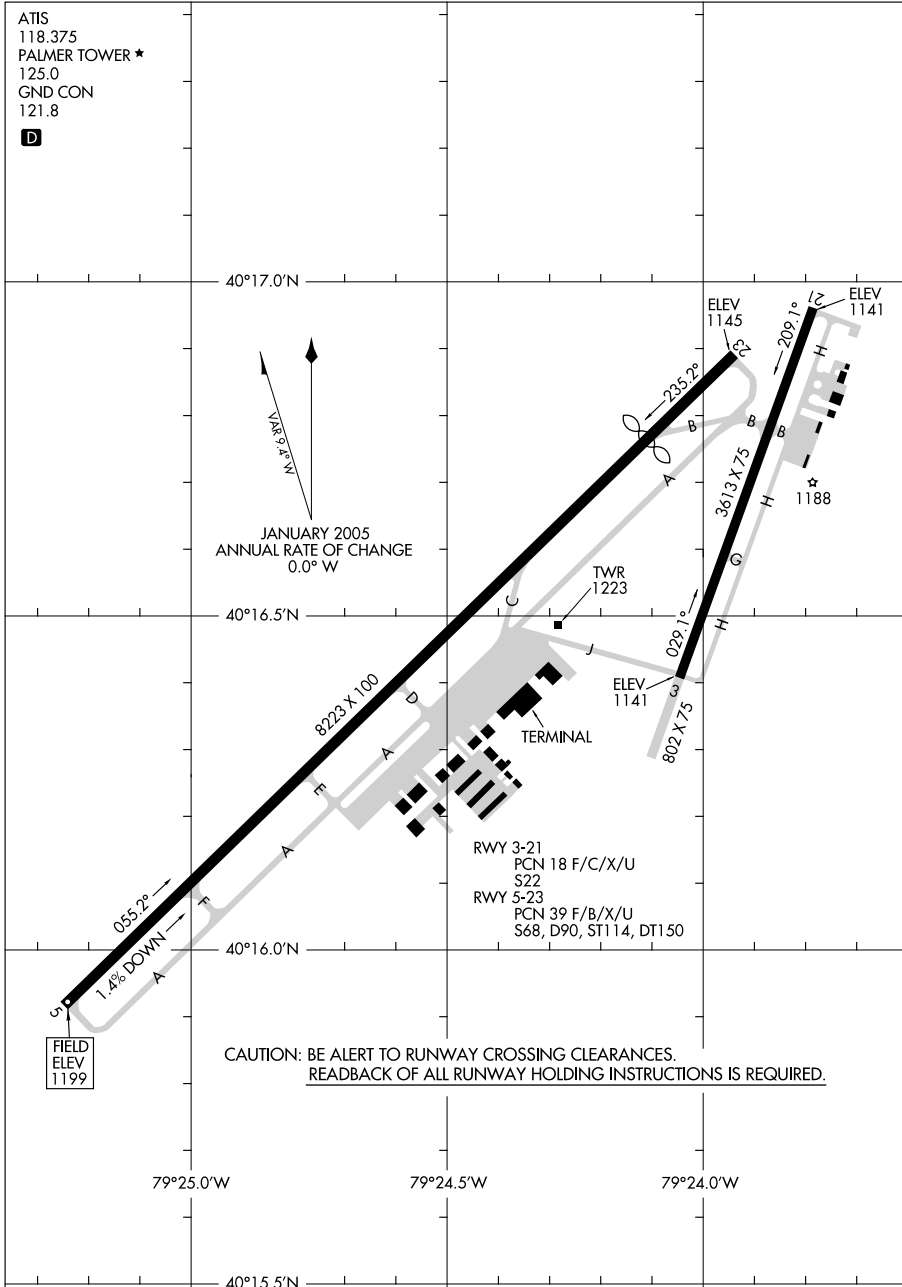 ATIS
118.375
PALMER TOWER ★
125.0
GND CON
121.8
D
40°17.0'N
ELEV
1145
23
21
ELEV
1141
209.1°
H
235.2°
B
B
B
VAR 9.4° W
A
3613 X 75
H
1188
JANUARY 2005
ANNUAL RATE OF CHANGE
0.0° W
G
TWR
1223
40°16.5'N
C
H
029.1°
J
ELEV
1141
3
802 X 75
D
8223 X 100
A
TERMINAL
E
A
RWY 3-21
PCN 18 F/C/X/U
S22
RWY 5-23
PCN 39 F/B/X/U
S68, D90, ST114, DT150
055.2°
F
1.4% DOWN
40°16.0'N
A
5
FIELD
ELEV
1199
CAUTION: BE ALERT TO RUNWAY CROSSING CLEARANCES.
READBACK OF ALL RUNWAY HOLDING INSTRUCTIONS IS REQUIRED.
79°25.0'W
79°24.5'W
79°24.0'W
40°15.5'N